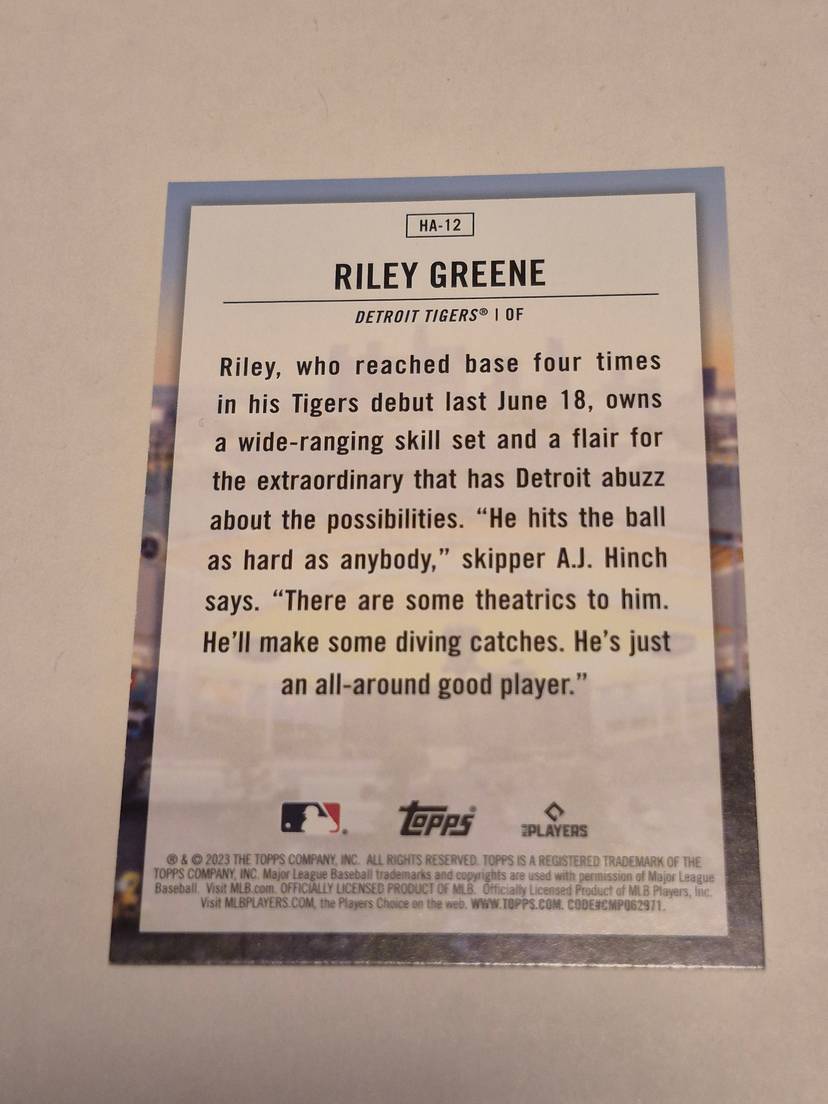 HA-12
RILEY GREENE
DETROIT TIGERS® | OF
Riley, who reached base four times
in his Tigers debut last June 18, owns
a wide-ranging skill set and a flair for
the extraordinary that has Detroit abuzz
about the possibilities. “He hits the ball
as hard as anybody,” skipper A.J. Hinch
says. “There are some theatrics to him.
He’ll make some diving catches. He’s just
an all-around good player.”
Topps®
MLB PLAYERS
® & © 2023 THE TOPPS COMPANY, INC. ALL RIGHTS RESERVED. TOPPS IS A REGISTERED TRADEMARK OF THE
TOPPS COMPANY, INC. Major League Baseball trademarks and copyrights are used with permission of Major League
Baseball. Visit MLB.com. OFFICIALLY LICENSED PRODUCT OF MLB. Officially Licensed Product of MLB Players, Inc.
Visit MLBPLAYERS.COM, the Players Choice on the web. WWW.TOPPS.COM. CODE#CMP062971.